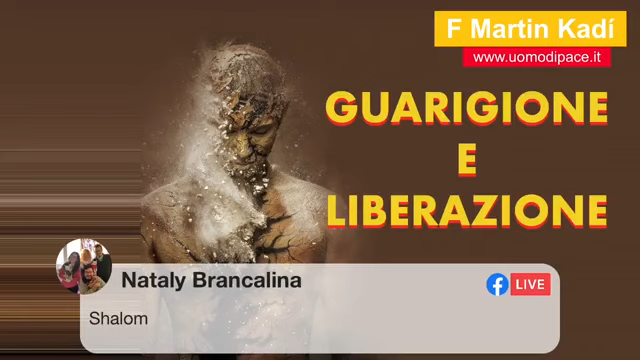 F Martin Kadí
www.uomodipace.it
GUARIGIONE
E
LIBERAZIONE
Nataly Brancalina
LIVE
Shalom